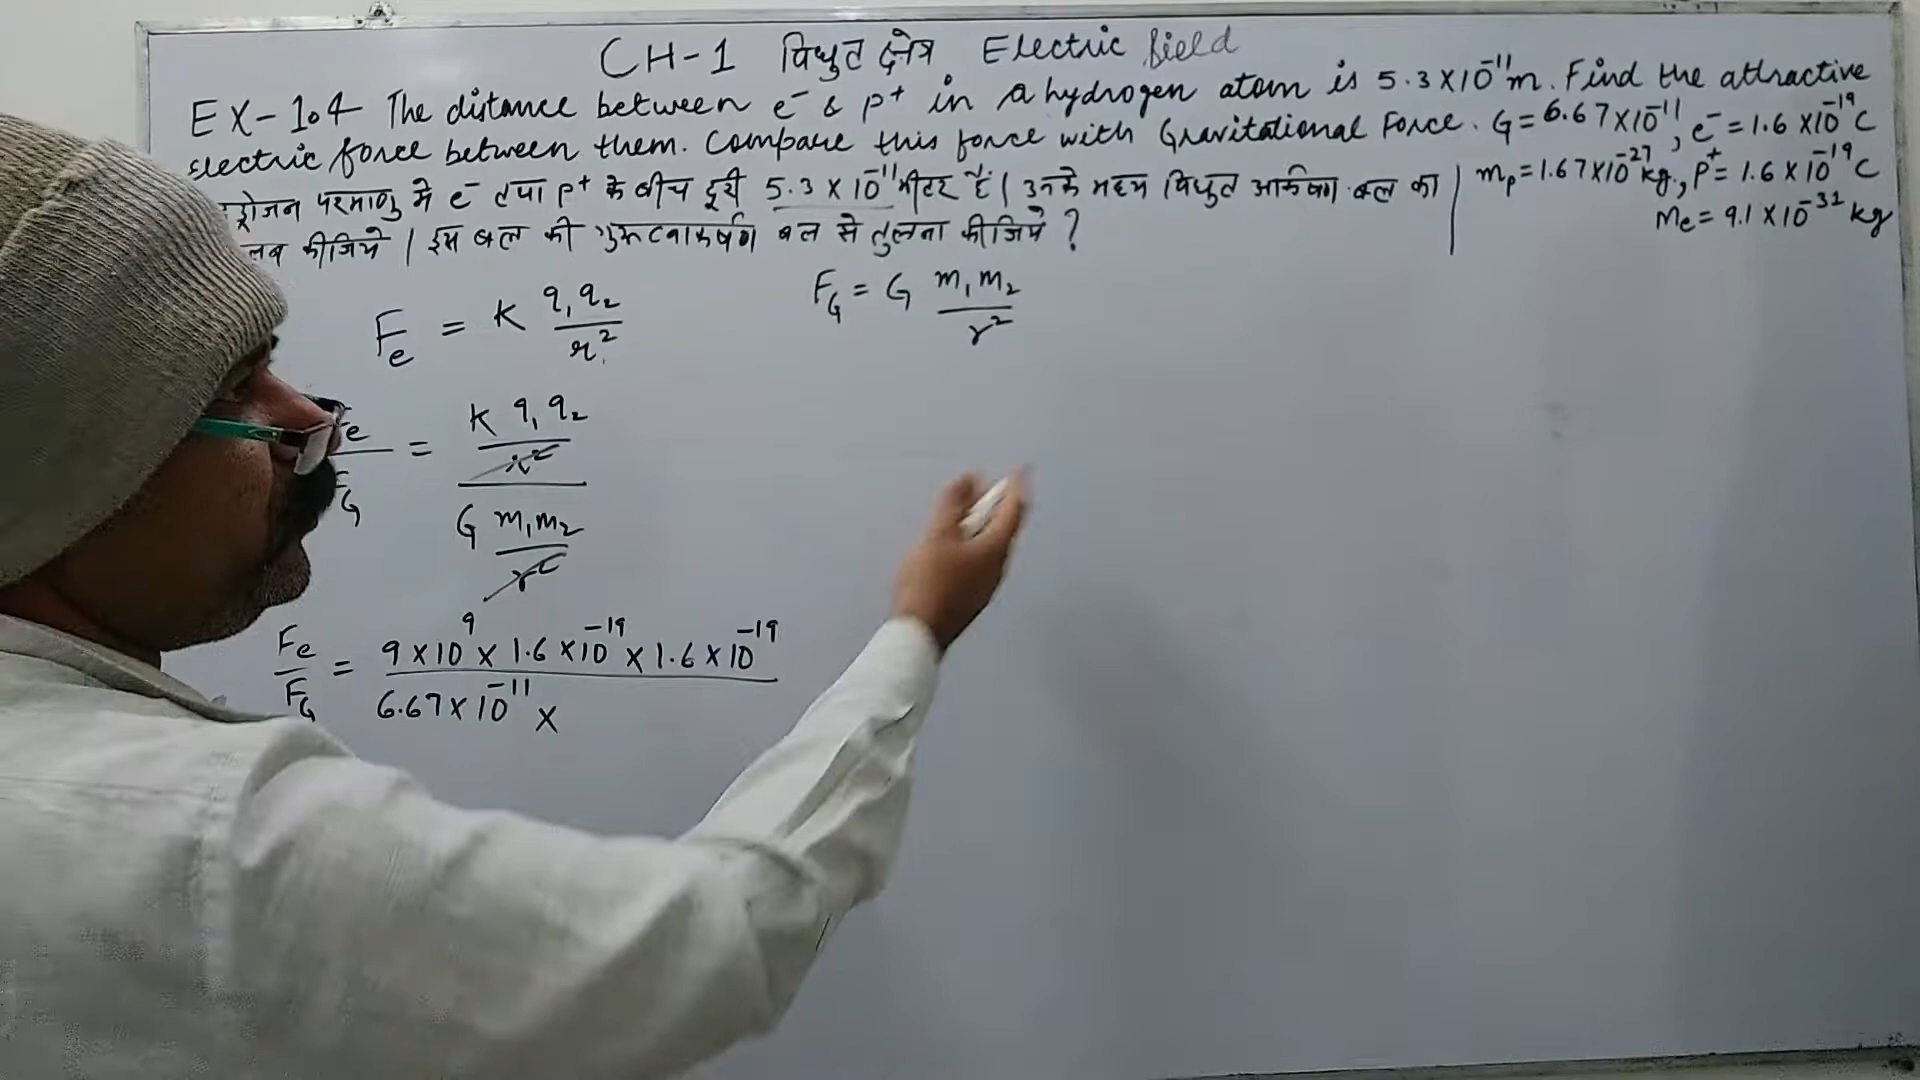 CH-1 विधुत क्षेत्र Electric field
EX-1.4 The distance between e⁻ & p⁺ in a hydrogen atom is 5.3×10⁻¹¹m. Find the attractive
electric force between them. Compare this force with Gravitational Force. G=6.67×10⁻¹¹, e⁻=1.6×10⁻¹⁹C
परमाणु मे e⁻ तथा p⁺ के बीच दूरी 5.3×10⁻¹¹ मीटर है। उनके मध्य विधुत आकर्षण बल का | mₚ=1.67×10⁻²⁷kg., p⁺=1.6×10⁻¹⁹C
कीजिये। इस बल की गुरुत्वाकर्षण बल से तुलना कीजिये? Me=9.1×10⁻³¹kg
Fe = K q₁q₂/r² F_G = G m₁m₂/r²
= K q₁q₂/r² / G m₁m₂/r²
Fe/F_G = 9×10⁹×1.6×10⁻¹⁹×1.6×10⁻¹⁹
6.67×10⁻¹¹×